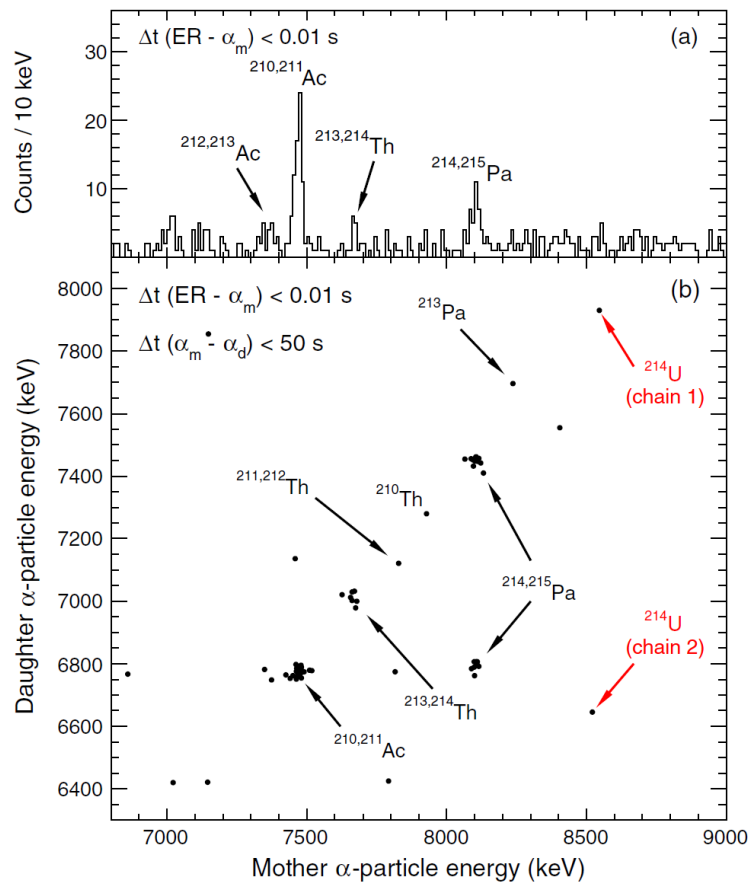 Δt (ER - αm) < 0.01 s
(a)
210,211Ac
212,213Ac
213,214Th
214,215Pa
Counts / 10 keV
30
20
10
Δt (ER - αm) < 0.01 s
(b)
Δt (αm - αd) < 50 s
213Pa
214U
(chain 1)
211,212Th
210Th
214,215Pa
214U
(chain 2)
213,214Th
210,211Ac
Daughter α-particle energy (keV)
8000
7800
7600
7400
7200
7000
6800
6600
6400
7000 7500 8000 8500 9000
Mother α-particle energy (keV)